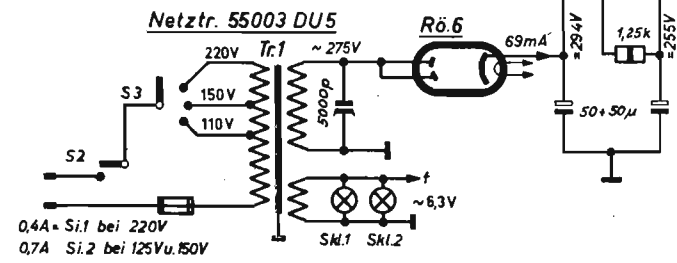 Netztr. 55003 DU5
Tr.1
~ 275V
Rö.6
69mA
=294V
1,25k
=255V
220V
150V
110V
S3
S2
5000p
50+50µ
f
~6,3V
Skl.1 Skl.2
0,4A = Si.1 bei 220V
0,7A Si.2 bei 125V u. 150V